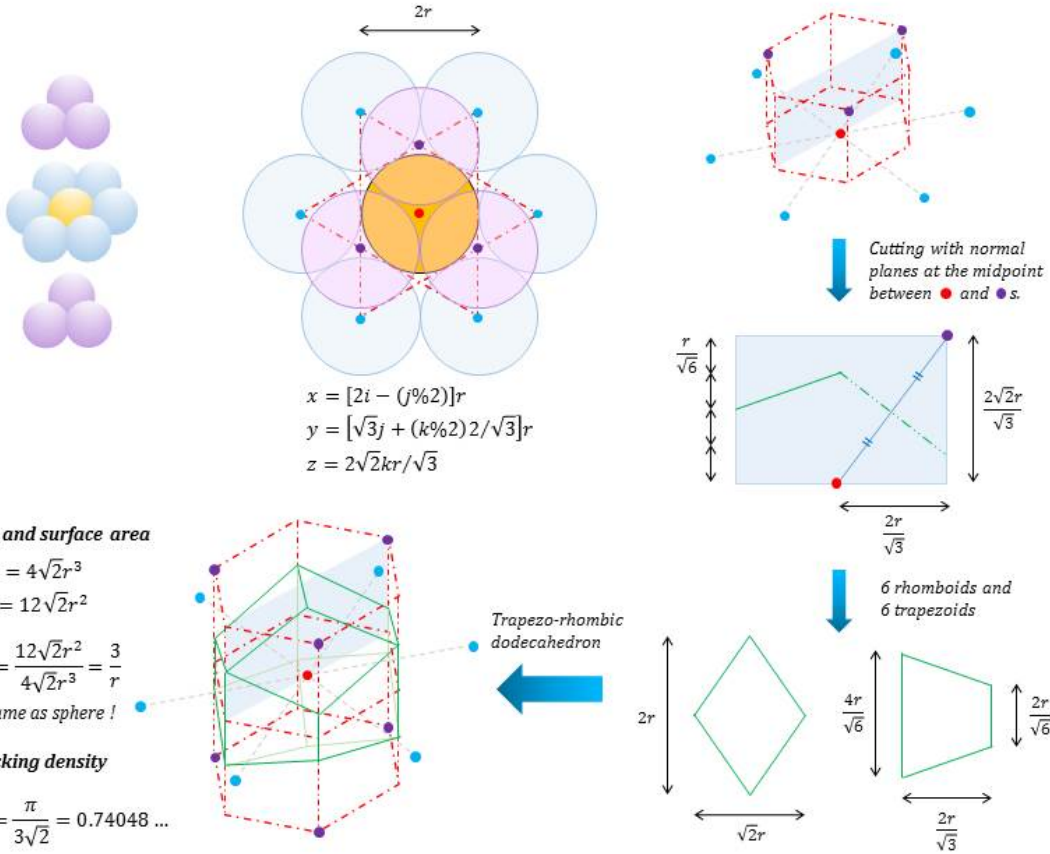 2r
x = [2i − (j%2)]r
y = [√3j + (k%2)2/√3]r
z = 2√2kr/√3
Cutting with normal
planes at the midpoint
between ● and ●s.
r/√6
2√2r/√3
2r/√3
6 rhomboids and
6 trapezoids
2r
√2r
4r/√6
2r/√6
2r/√3
Trapezo-rhombic
dodecahedron
and surface area
= 4√2r³
= 12√2r²
= 12√2r²/4√2r³ = 3/r
ame as sphere !
cking density
= π/3√2 = 0.74048 ...